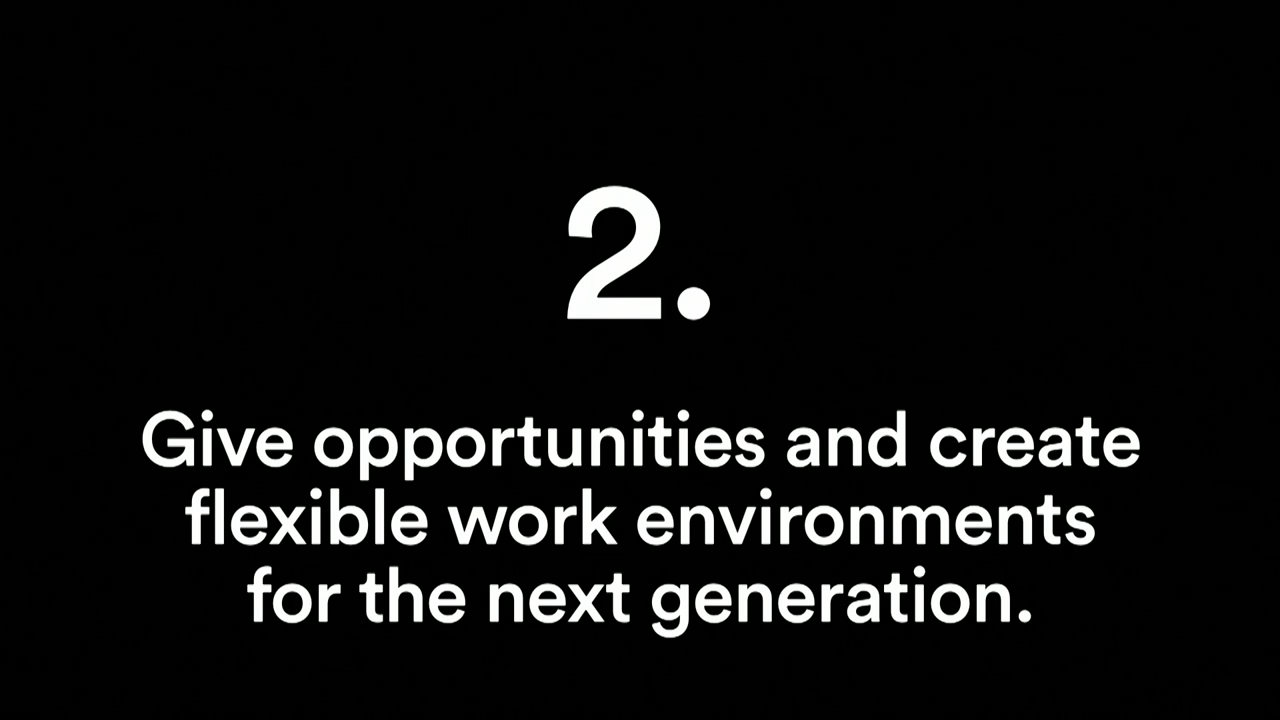 2.
Give opportunities and create
flexible work environments
for the next generation.